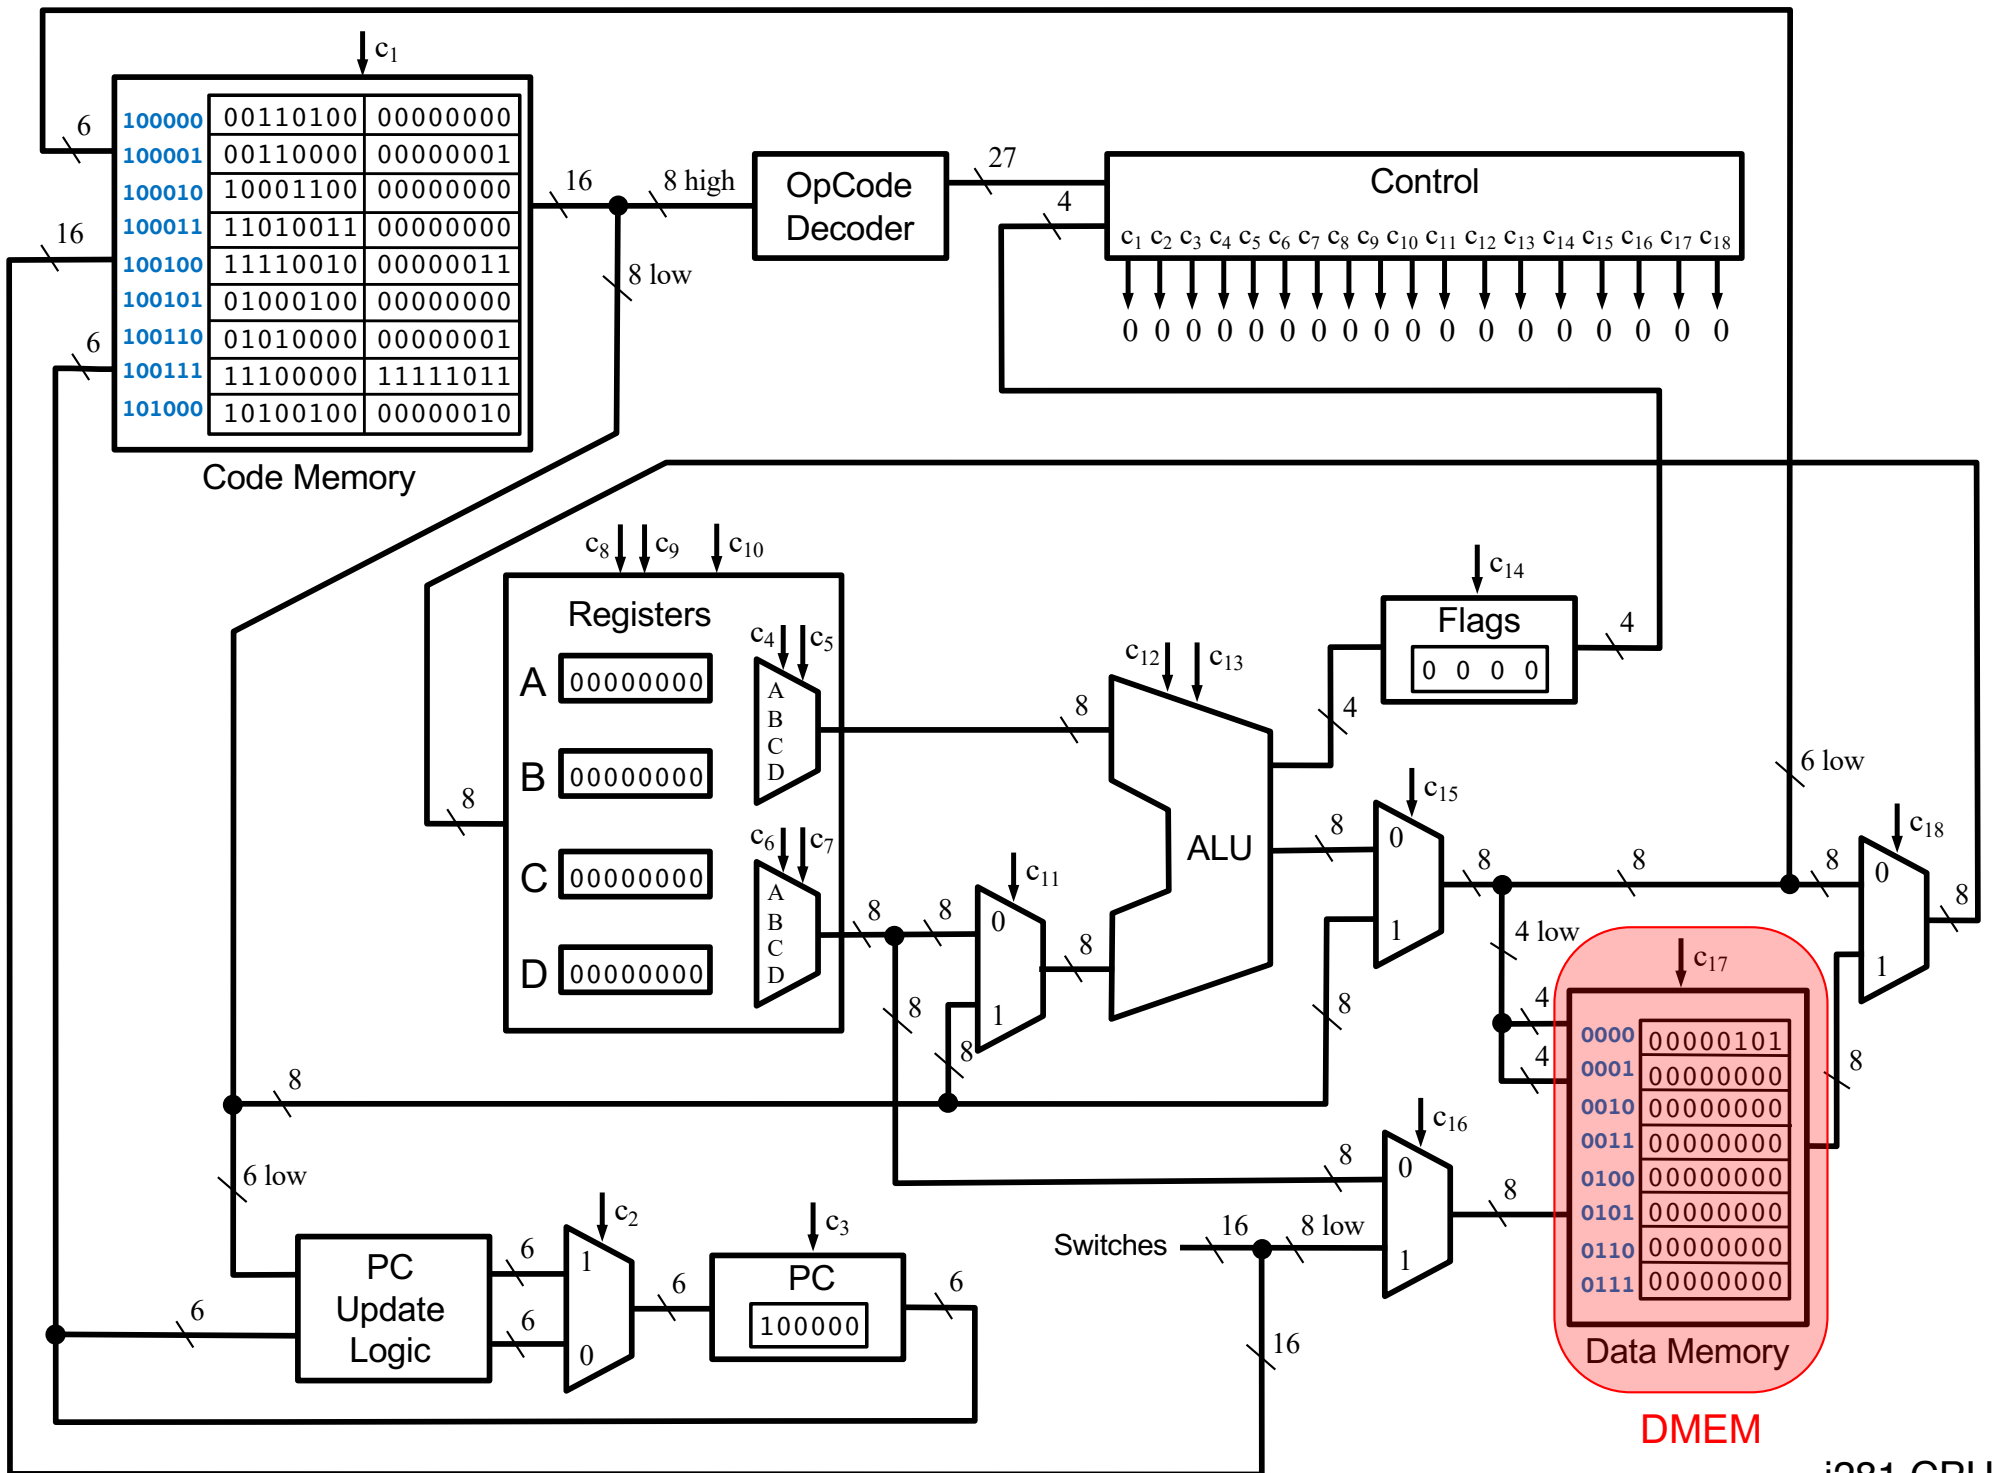 c1
100000 00110100 00000000
100001 00110000 00000001
100010 10001100 00000000
100011 11010011 00000000
100100 11110010 00000011
100101 01000100 00000000
100110 01010000 00000001
100111 11100000 11111011
101000 10100100 00000010
Code Memory
6
16
6
16
8 high
8 low
OpCode
Decoder
27
4
Control
c1 c2 c3 c4 c5 c6 c7 c8 c9 c10 c11 c12 c13 c14 c15 c16 c17 c18
0 0 0 0 0 0 0 0 0 0 0 0 0 0 0 0 0 0
c8 c9 c10
Registers
A 00000000
B 00000000
C 00000000
D 00000000
c4 c5
A
B
C
D
c6 c7
A
B
C
D
8
8
8
8
8
c11
0
1
8
8
c12 c13
ALU
4
c14
Flags
0 0 0 0
4
8
c15
0
1
8
8
8
4 low
6 low
8
c18
0
1
8
4
4
c17
0000 00000101
0001 00000000
0010 00000000
0011 00000000
0100 00000000
0101 00000000
0110 00000000
0111 00000000
Data Memory
DMEM
8
8
8
c16
0
1
8
Switches
16
8 low
16
6 low
PC
Update
Logic
6
6
6
c2
1
0
6
c3
PC
100000
6
i281 CPU